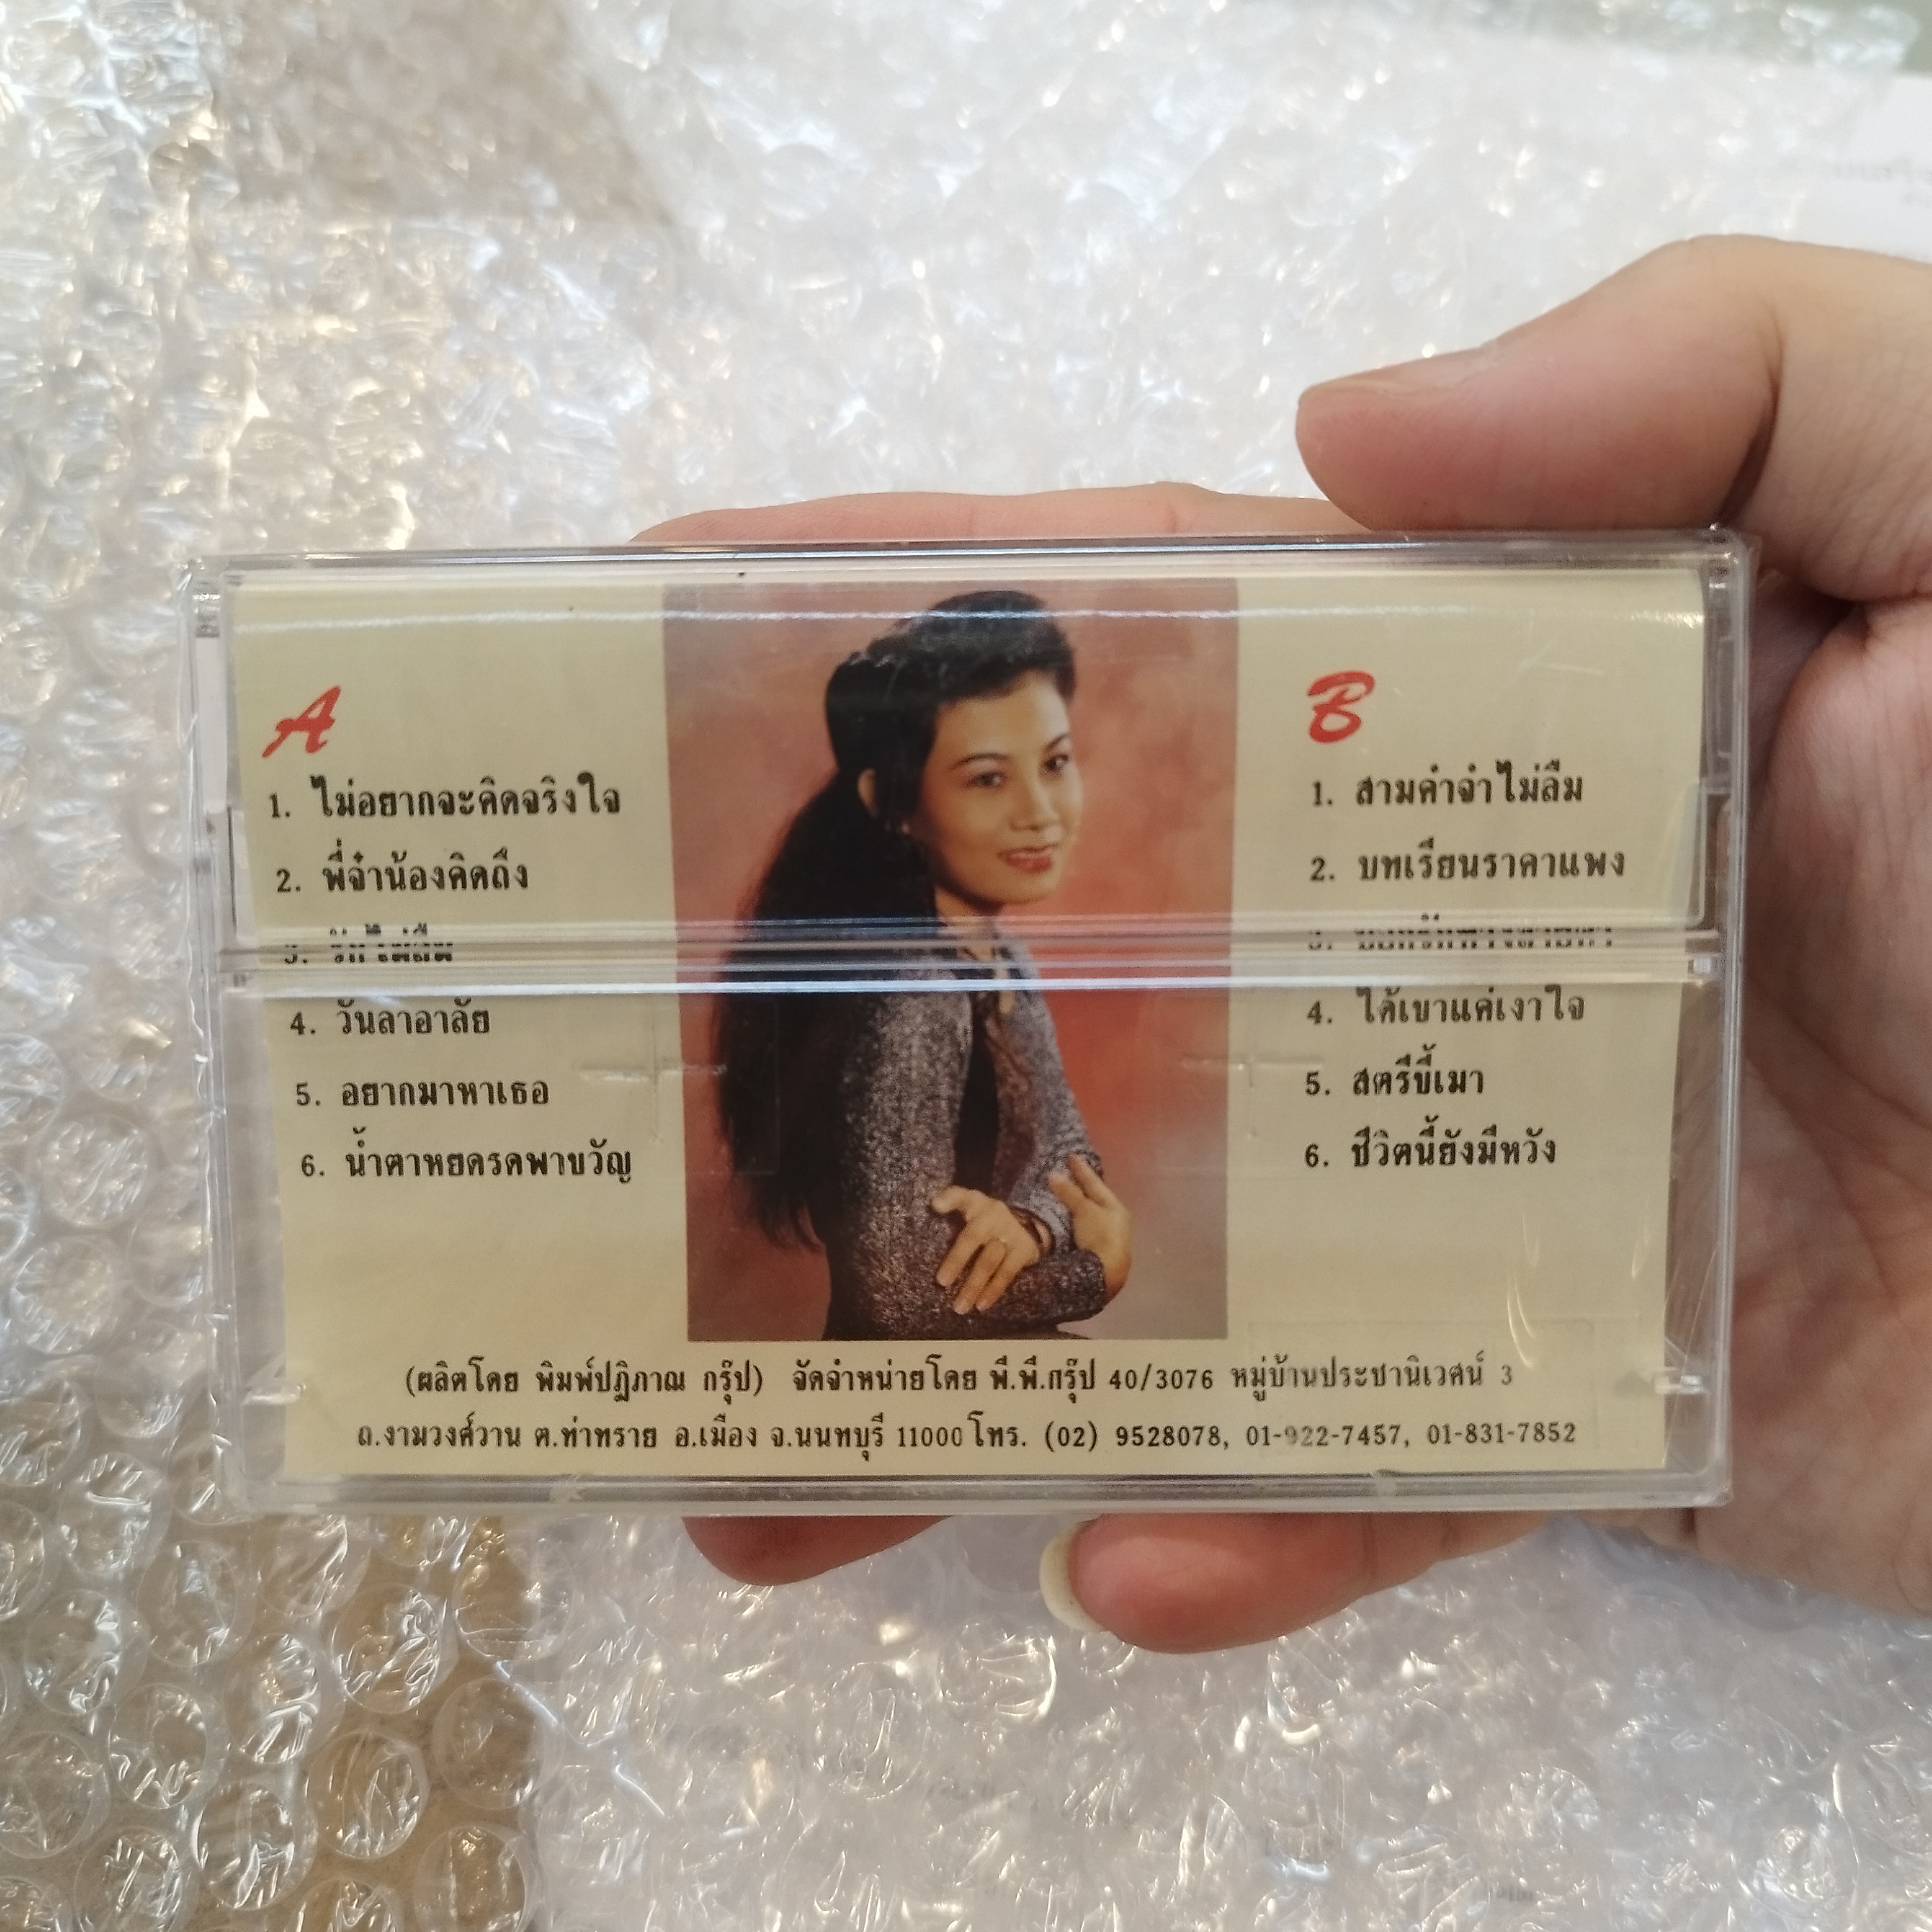 A
1. ไม่อยากจะคิดจริงใจ
2. พี่จ๋าน้องคิดถึง
3.
4. วันลาอาลัย
5. อยากมาหาเธอ
6. น้ำตาหยดรดพาขวัญ
B
1. สามคำจำไม่ลืม
2. บทเรียนราคาแพง
3.
4. ได้เขาแค่เงาใจ
5. สตรีขี้เมา
6. ชีวิตนี้ยังมีหวัง
(ผลิตโดย พิมพ์ปฏิภาณ กรุ๊ป) จัดจำหน่ายโดย พี.พี.กรุ๊ป 40/3076 หมู่บ้านประชานิเวศน์ 3
ถ.งามวงศ์วาน ต.ท่าทราย อ.เมือง จ.นนทบุรี 11000 โทร. (02) 9528078, 01-922-7457, 01-831-7852